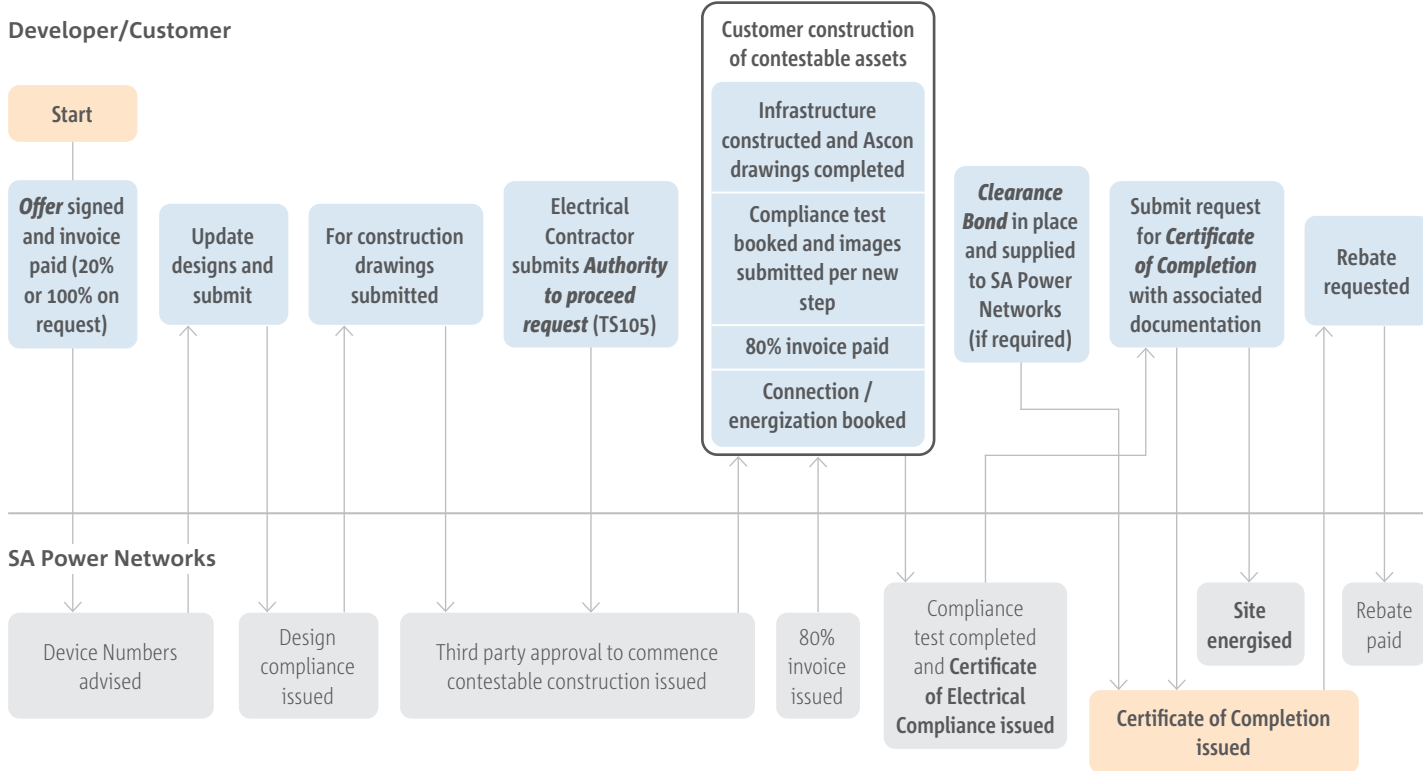 Developer/Customer
Start
Offer signed
and invoice
paid (20%
or 100% on
request)
Update
designs and
submit
For construction
drawings
submitted
Electrical
Contractor
submits Authority
to proceed
request (TS105)
Customer construction
of contestable assets
Infrastructure
constructed and Ascon
drawings completed
Compliance test
booked and images
submitted per new
step
80% invoice paid
Connection /
energization booked
Clearance
Bond in place
and supplied
to SA Power
Networks
(if required)
Submit request
for Certificate
of Completion
with associated
documentation
Rebate
requested
SA Power Networks
Device Numbers
advised
Design
compliance
issued
Third party approval to commence
contestable construction issued
80%
invoice
issued
Compliance
test completed
and Certificate
of Electrical
Compliance issued
Site
energised
Rebate
paid
Certificate of Completion
issued